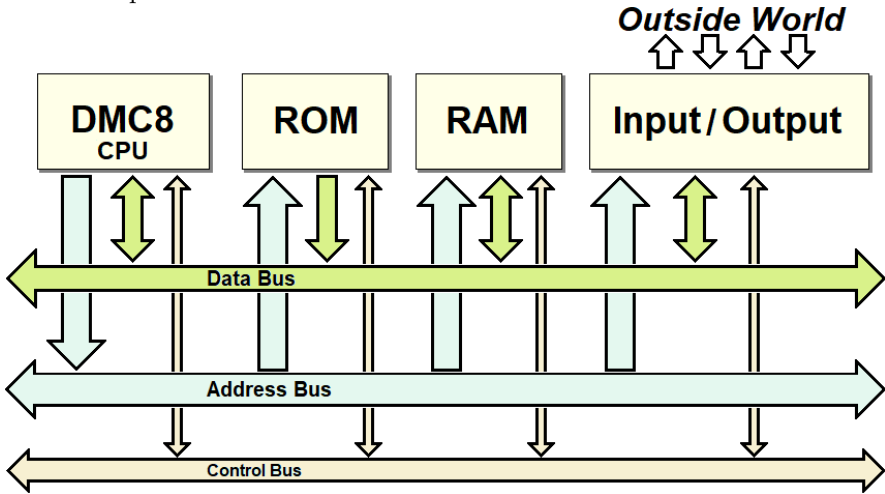 Outside World
DMC8
CPU
ROM
RAM
Input / Output
Data Bus
Address Bus
Control Bus